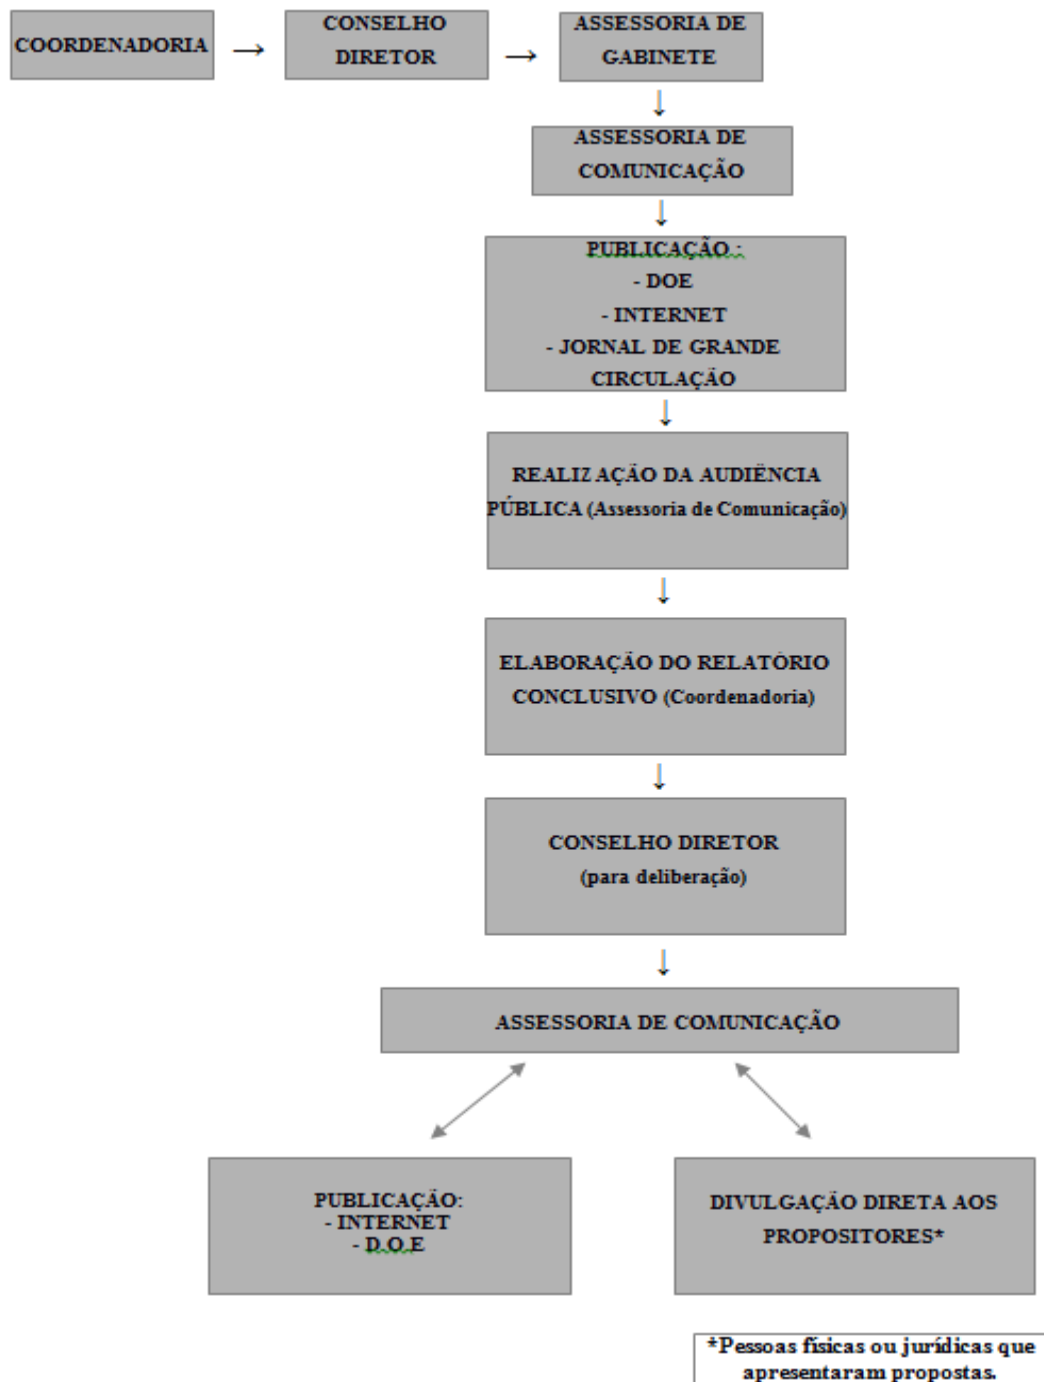 COORDENADORIA
CONSELHO
DIRETOR
ASSESSORIA DE
GABINETE
ASSESSORIA DE
COMUNICAÇÃO
PUBLICAÇÃO :
- DOE
- INTERNET
- JORNAL DE GRANDE
CIRCULAÇÃO
REALIZAÇÃO DA AUDIÊNCIA
PÚBLICA (Assessoria de Comunicação)
ELABORAÇÃO DO RELATÓRIO
CONCLUSIVO (Coordenadoria)
CONSELHO DIRETOR
(para deliberação)
ASSESSORIA DE COMUNICAÇÃO
PUBLICAÇÃO:
- INTERNET
- D.O.E
DIVULGAÇÃO DIRETA AOS
PROPOSITORES*
*Pessoas físicas ou jurídicas que
apresentaram propostas.